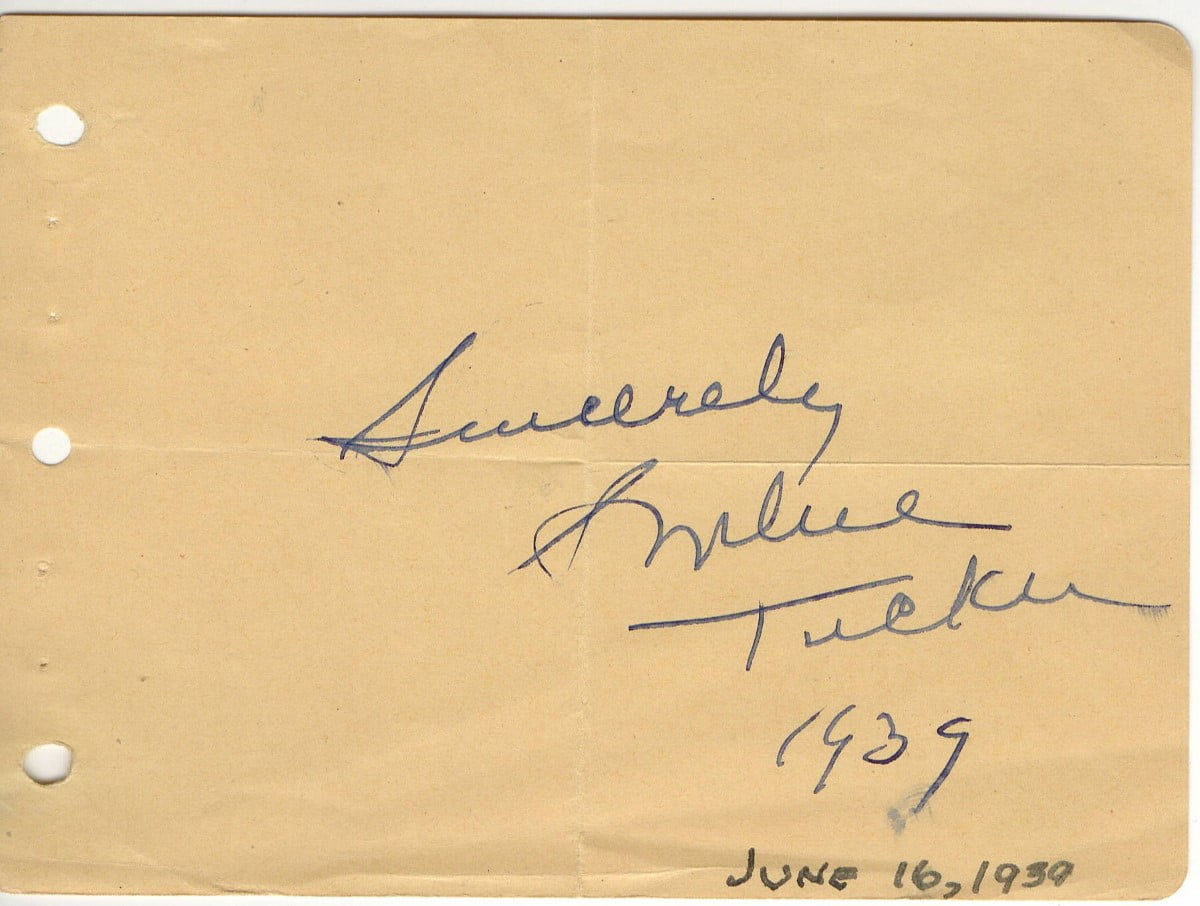 Sincerely
Sophie
Tucker
1939
JUNE 16, 1939